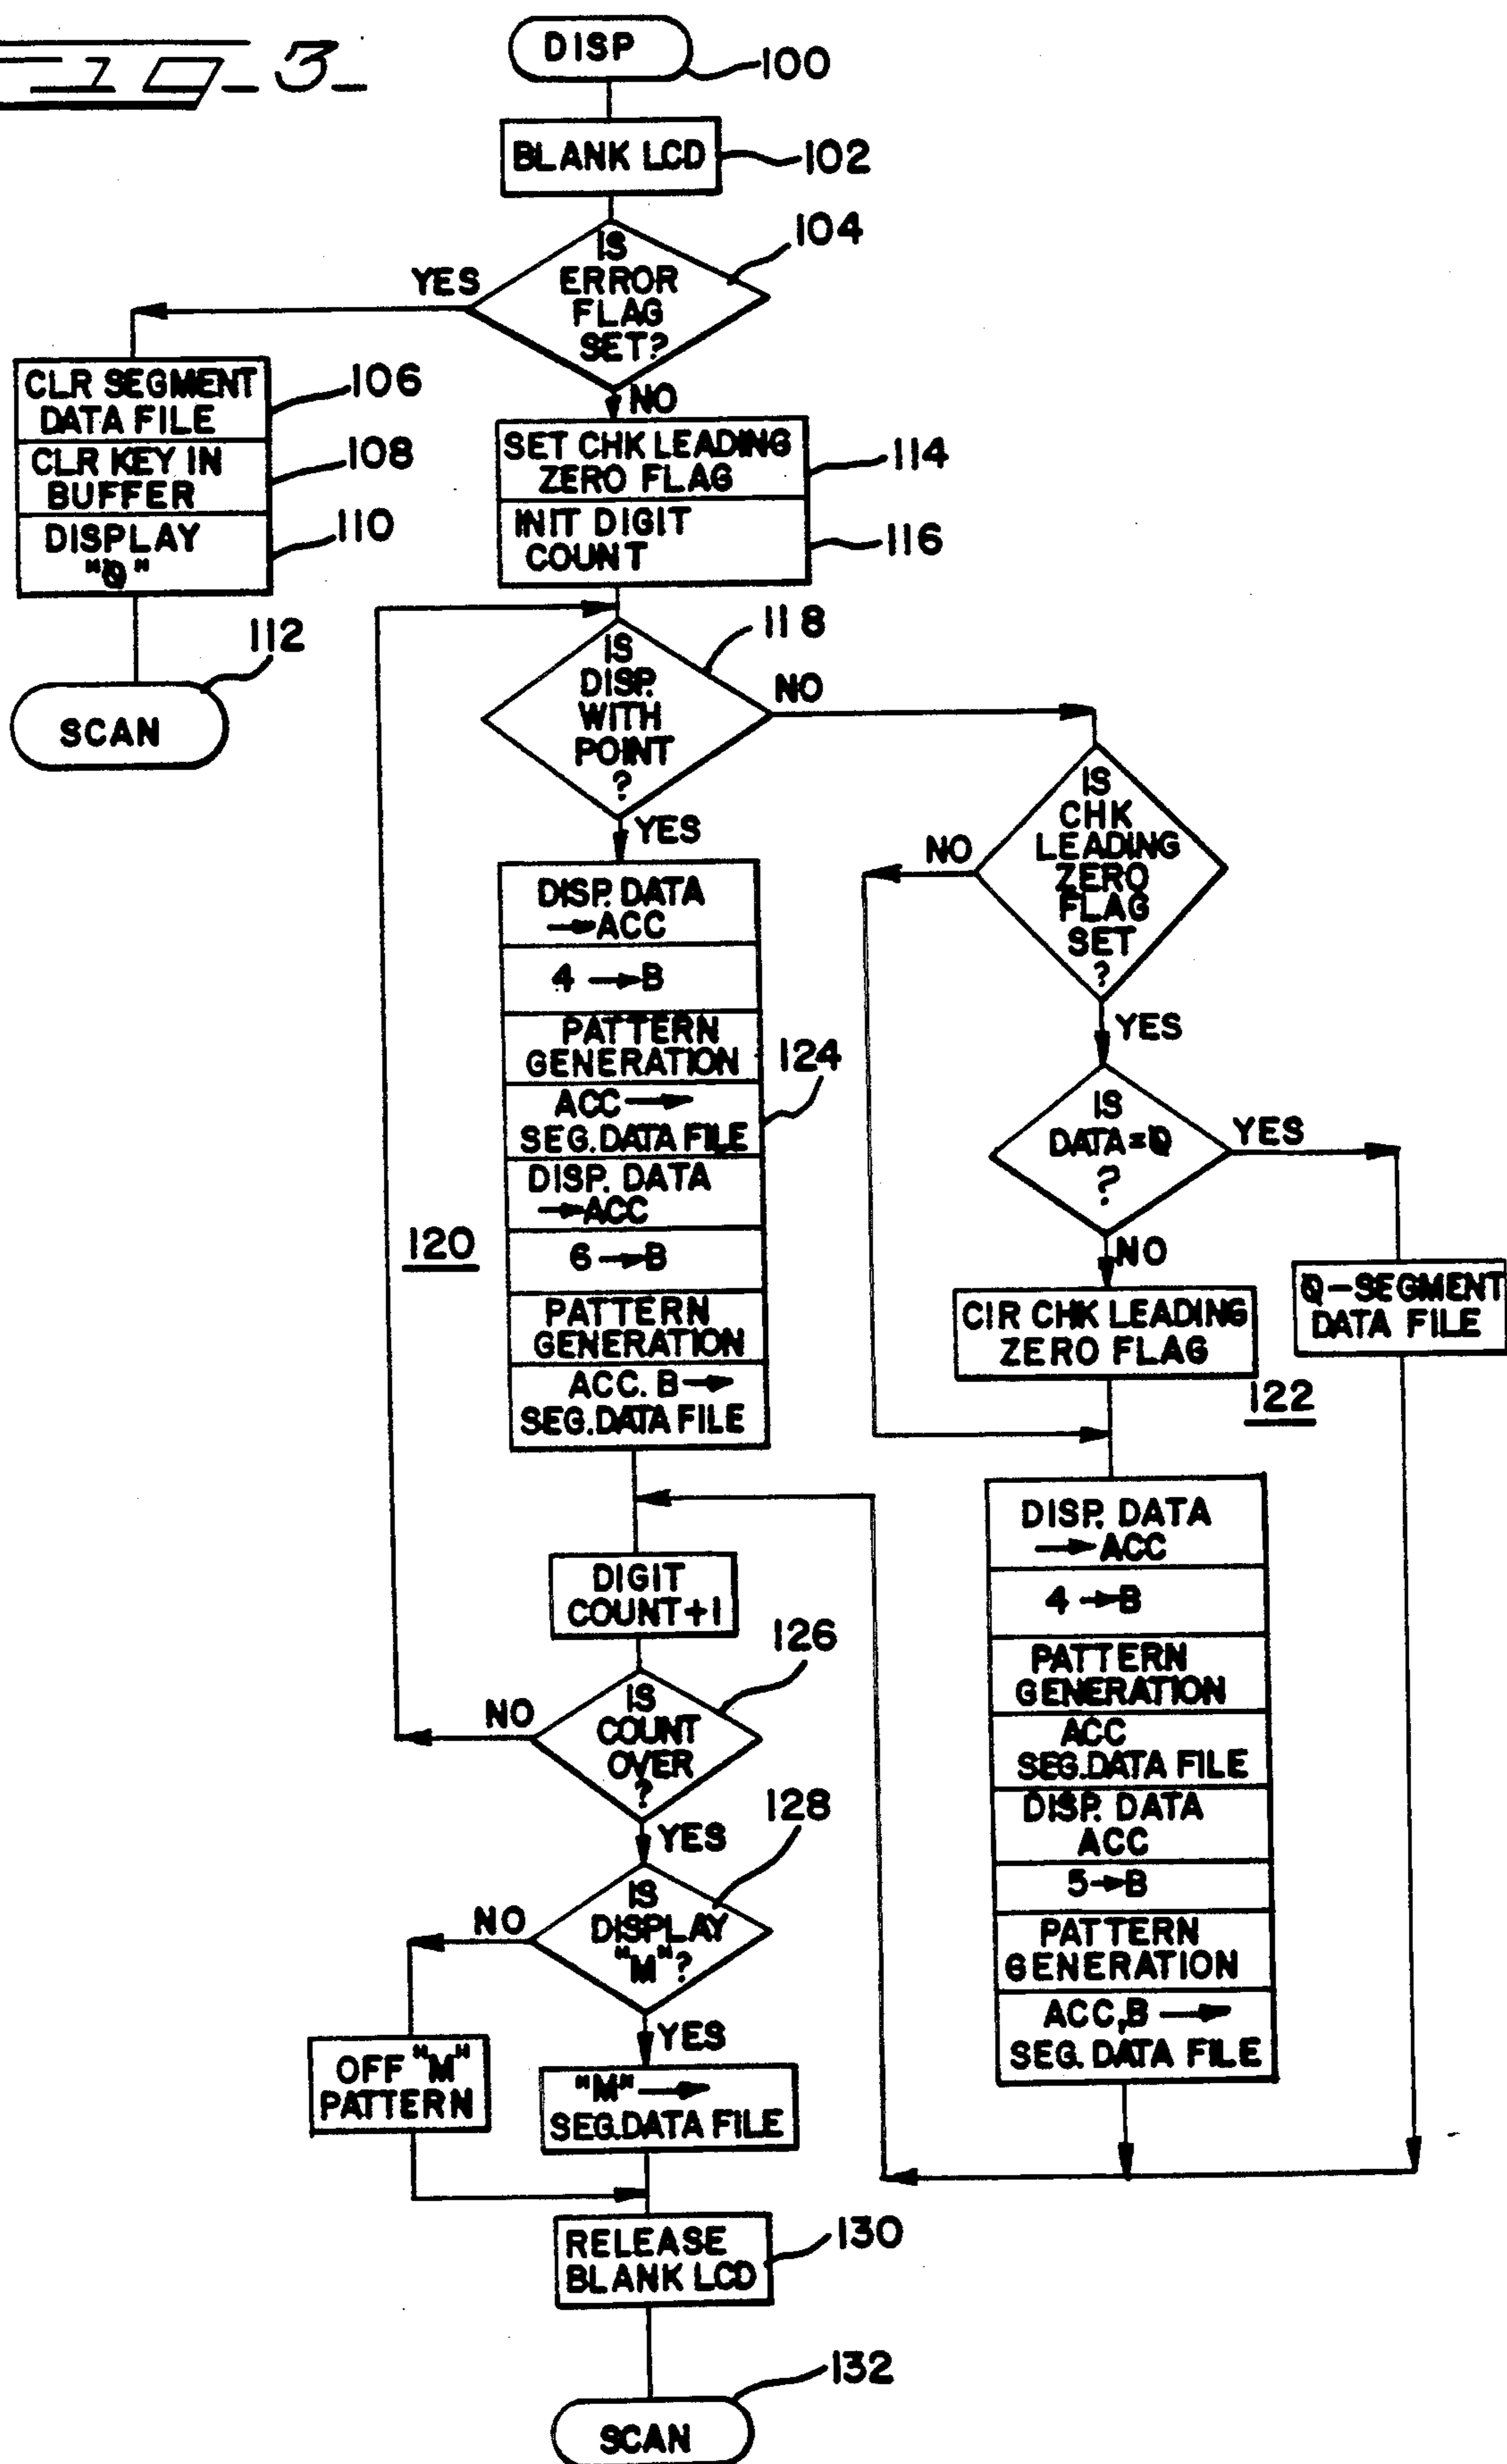 FIG_3_
DISP
100
BLANK LCD
102
IS
ERROR
FLAG
SET?
104
YES
NO
CLR SEGMENT
DATA FILE
106
CLR KEY IN
BUFFER
108
DISPLAY
"0"
110
112
SCAN
SET CHK LEADING
ZERO FLAG
114
INIT DIGIT
COUNT
116
IS
DISP.
WITH
POINT
?
118
NO
YES
DISP. DATA
→ACC
4 →B
PATTERN
GENERATION
124
ACC→
SEG.DATA FILE
DISP. DATA
→ACC
6→B
PATTERN
GENERATION
ACC. B→
SEG.DATA FILE
120
IS
CHK
LEADING
ZERO
FLAG
SET
?
NO
YES
IS
DATA=0
?
YES
NO
CIR CHK LEADING
ZERO FLAG
122
0-SEGMENT
DATA FILE
DISP. DATA
→ACC
4→B
PATTERN
GENERATION
ACC
SEG.DATA FILE
DISP. DATA
ACC
5→B
PATTERN
GENERATION
ACC,B→
SEG. DATA FILE
DIGIT
COUNT+1
IS
COUNT
OVER
?
126
NO
YES
IS
DISPLAY
"M"?
128
NO
YES
OFF "M"
PATTERN
"M"→
SEG.DATA FILE
RELEASE
BLANK LCD
130
132
SCAN